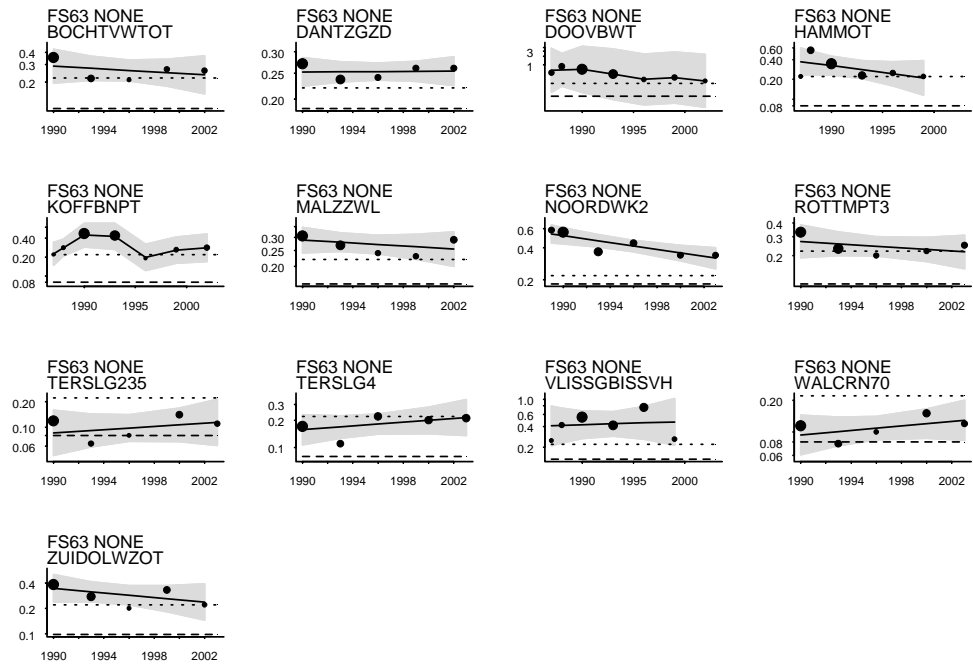 FS63 NONE
BOCHTVWTOT
0.4
0.3
0.2
1990 1994 1998 2002
FS63 NONE
DANTZGZD
0.30
0.25
0.20
1990 1994 1998 2002
FS63 NONE
DOOVBWT
3
1
1990 1995 2000
FS63 NONE
HAMMOT
0.60
0.40
0.20
0.08
1990 1995 2000
FS63 NONE
KOFFBNPT
0.40
0.20
0.08
1990 1995 2000
FS63 NONE
MALZZWL
0.30
0.25
0.20
1990 1994 1998 2002
FS63 NONE
NOORDWK2
0.6
0.4
0.2
1990 1994 1998 2002
FS63 NONE
ROTTMPT3
0.4
0.3
0.2
1990 1994 1998 2002
FS63 NONE
TERSLG235
0.20
0.10
0.06
1990 1994 1998 2002
FS63 NONE
TERSLG4
0.3
0.2
0.1
1990 1994 1998 2002
FS63 NONE
VLISSGBISSVH
1.0
0.6
0.4
0.2
1990 1995 2000
FS63 NONE
WALCRN70
0.20
0.08
0.06
1990 1994 1998 2002
FS63 NONE
ZUIDOLWZOT
0.4
0.2
0.1
1990 1994 1998 2002